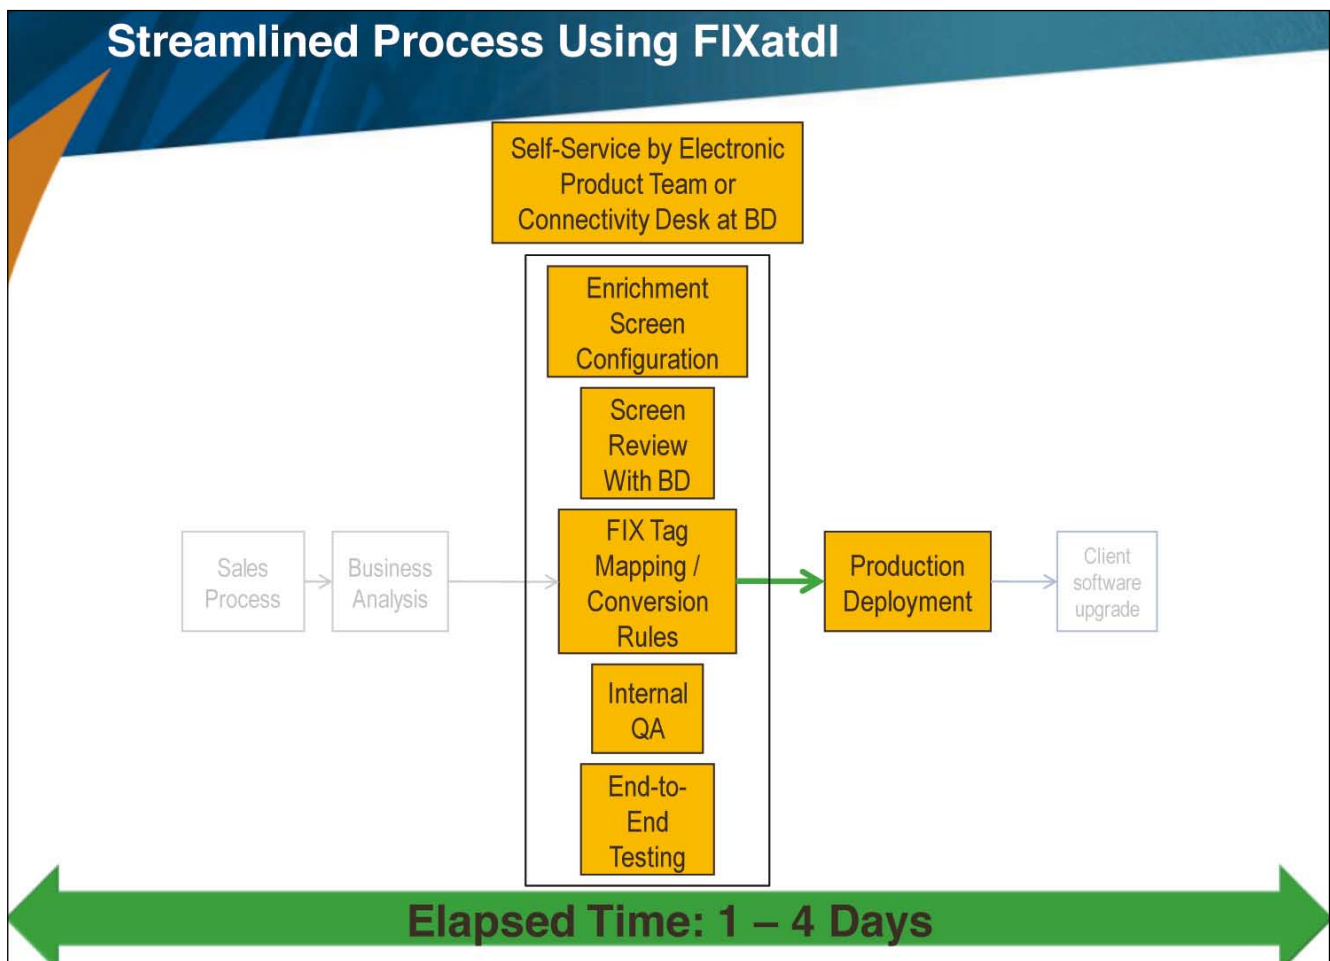 Streamlined Process Using FIXatdl
Self-Service by Electronic
Product Team or
Connectivity Desk at BD
Enrichment
Screen
Configuration
Screen
Review
With BD
Sales
Process
Business
Analysis
FIX Tag
Mapping /
Conversion
Rules
Production
Deployment
Client
software
upgrade
Internal
QA
End-to-
End
Testing
Elapsed Time: 1 – 4 Days